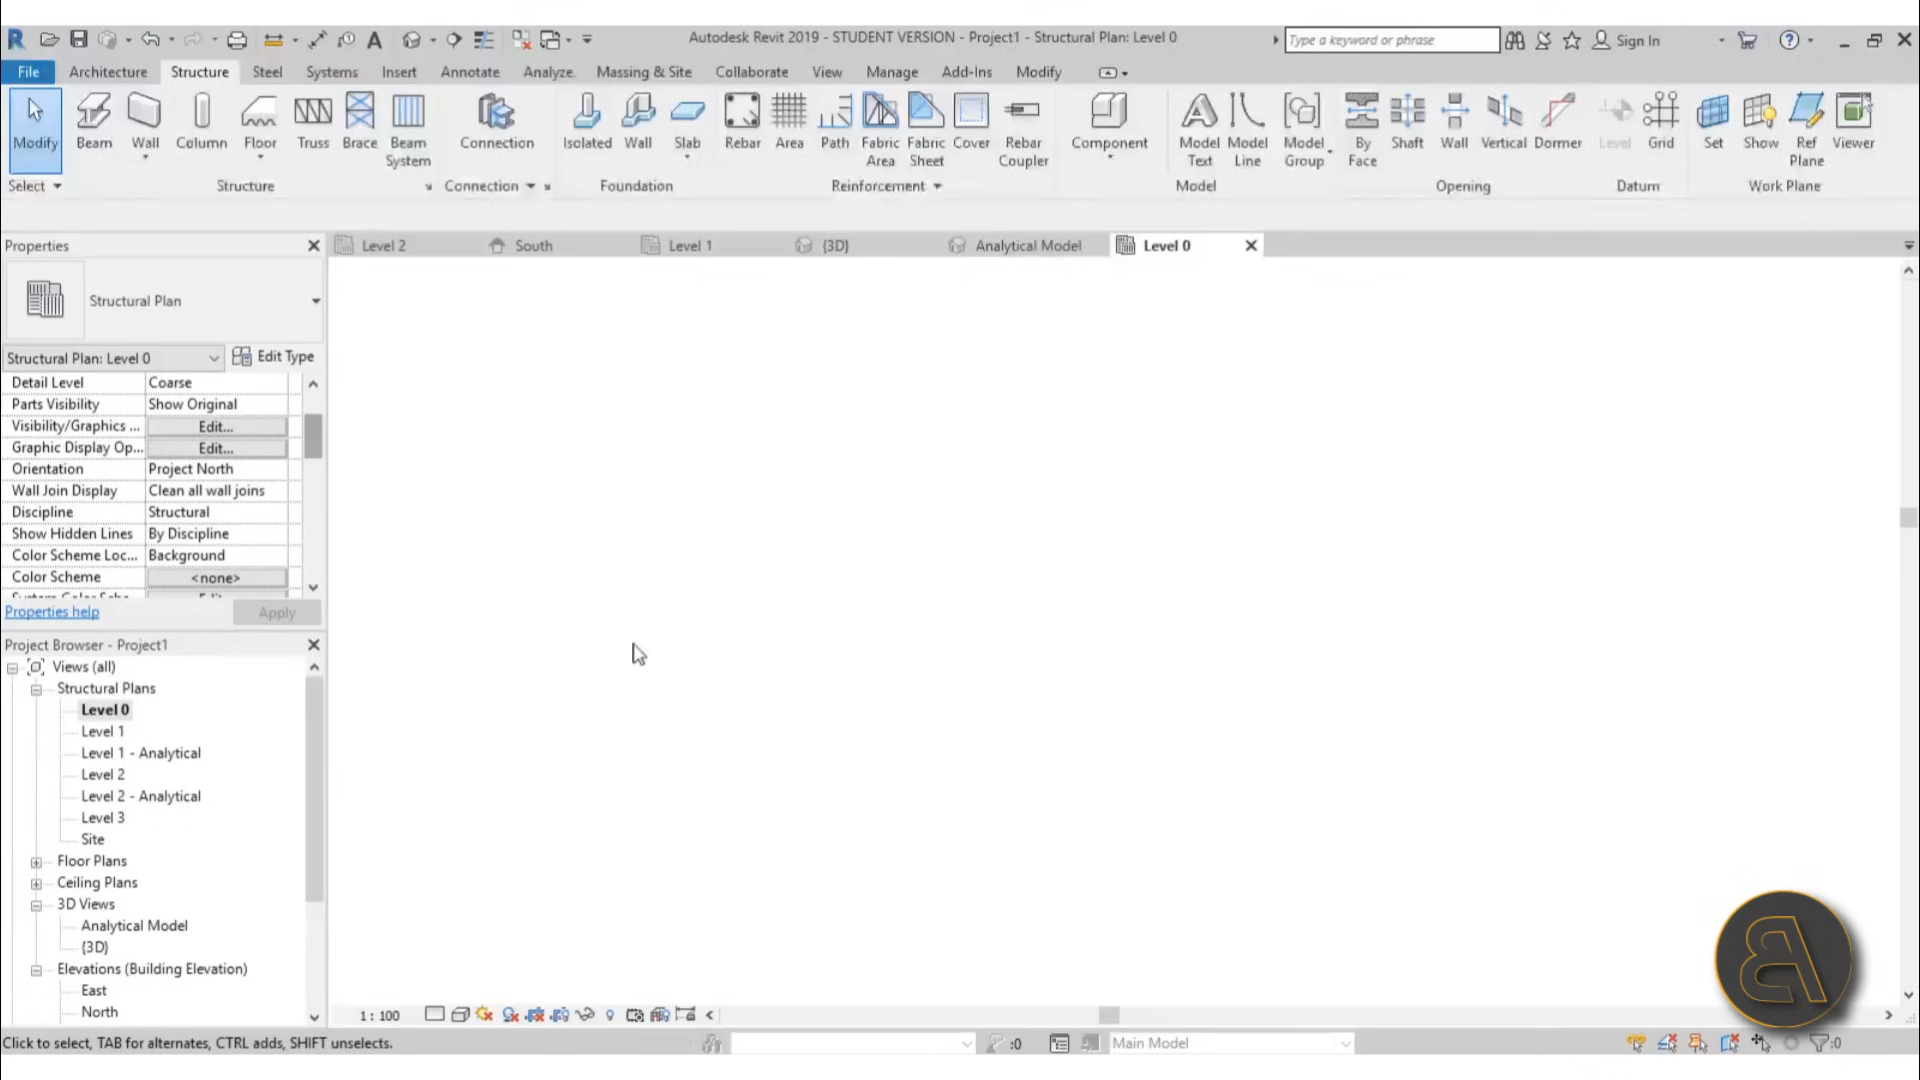 Autodesk Revit 2019 - STUDENT VERSION - Project1 - Structural Plan: Level 0
Type a keyword or phrase
Sign In
File Architecture Structure Steel Systems Insert Annotate Analyze Massing & Site Collaborate View Manage Add-Ins Modify
Modify Beam Wall Column Floor Truss Brace Beam System Connection Isolated Wall Slab Rebar Area Path Fabric Area Fabric Sheet Cover Rebar Coupler Component Model Text Model Line Model Group By Face Shaft Wall Vertical Dormer Level Grid Set Show Ref Plane Viewer
Select Structure Connection Foundation Reinforcement Model Opening Datum Work Plane
Properties
Level 2 South Level 1 {3D} Analytical Model Level 0
Structural Plan
Structural Plan: Level 0 Edit Type
Detail Level Coarse
Parts Visibility Show Original
Visibility/Graphics ... Edit...
Graphic Display Op... Edit...
Orientation Project North
Wall Join Display Clean all wall joins
Discipline Structural
Show Hidden Lines By Discipline
Color Scheme Loc... Background
Color Scheme <none>
Properties help Apply
Project Browser - Project1
Views (all)
Structural Plans
Level 0
Level 1
Level 1 - Analytical
Level 2
Level 2 - Analytical
Level 3
Site
Floor Plans
Ceiling Plans
3D Views
Analytical Model
{3D}
Elevations (Building Elevation)
East
North
1 : 100
Click to select, TAB for alternates, CTRL adds, SHIFT unselects.
:0
Main Model
:0